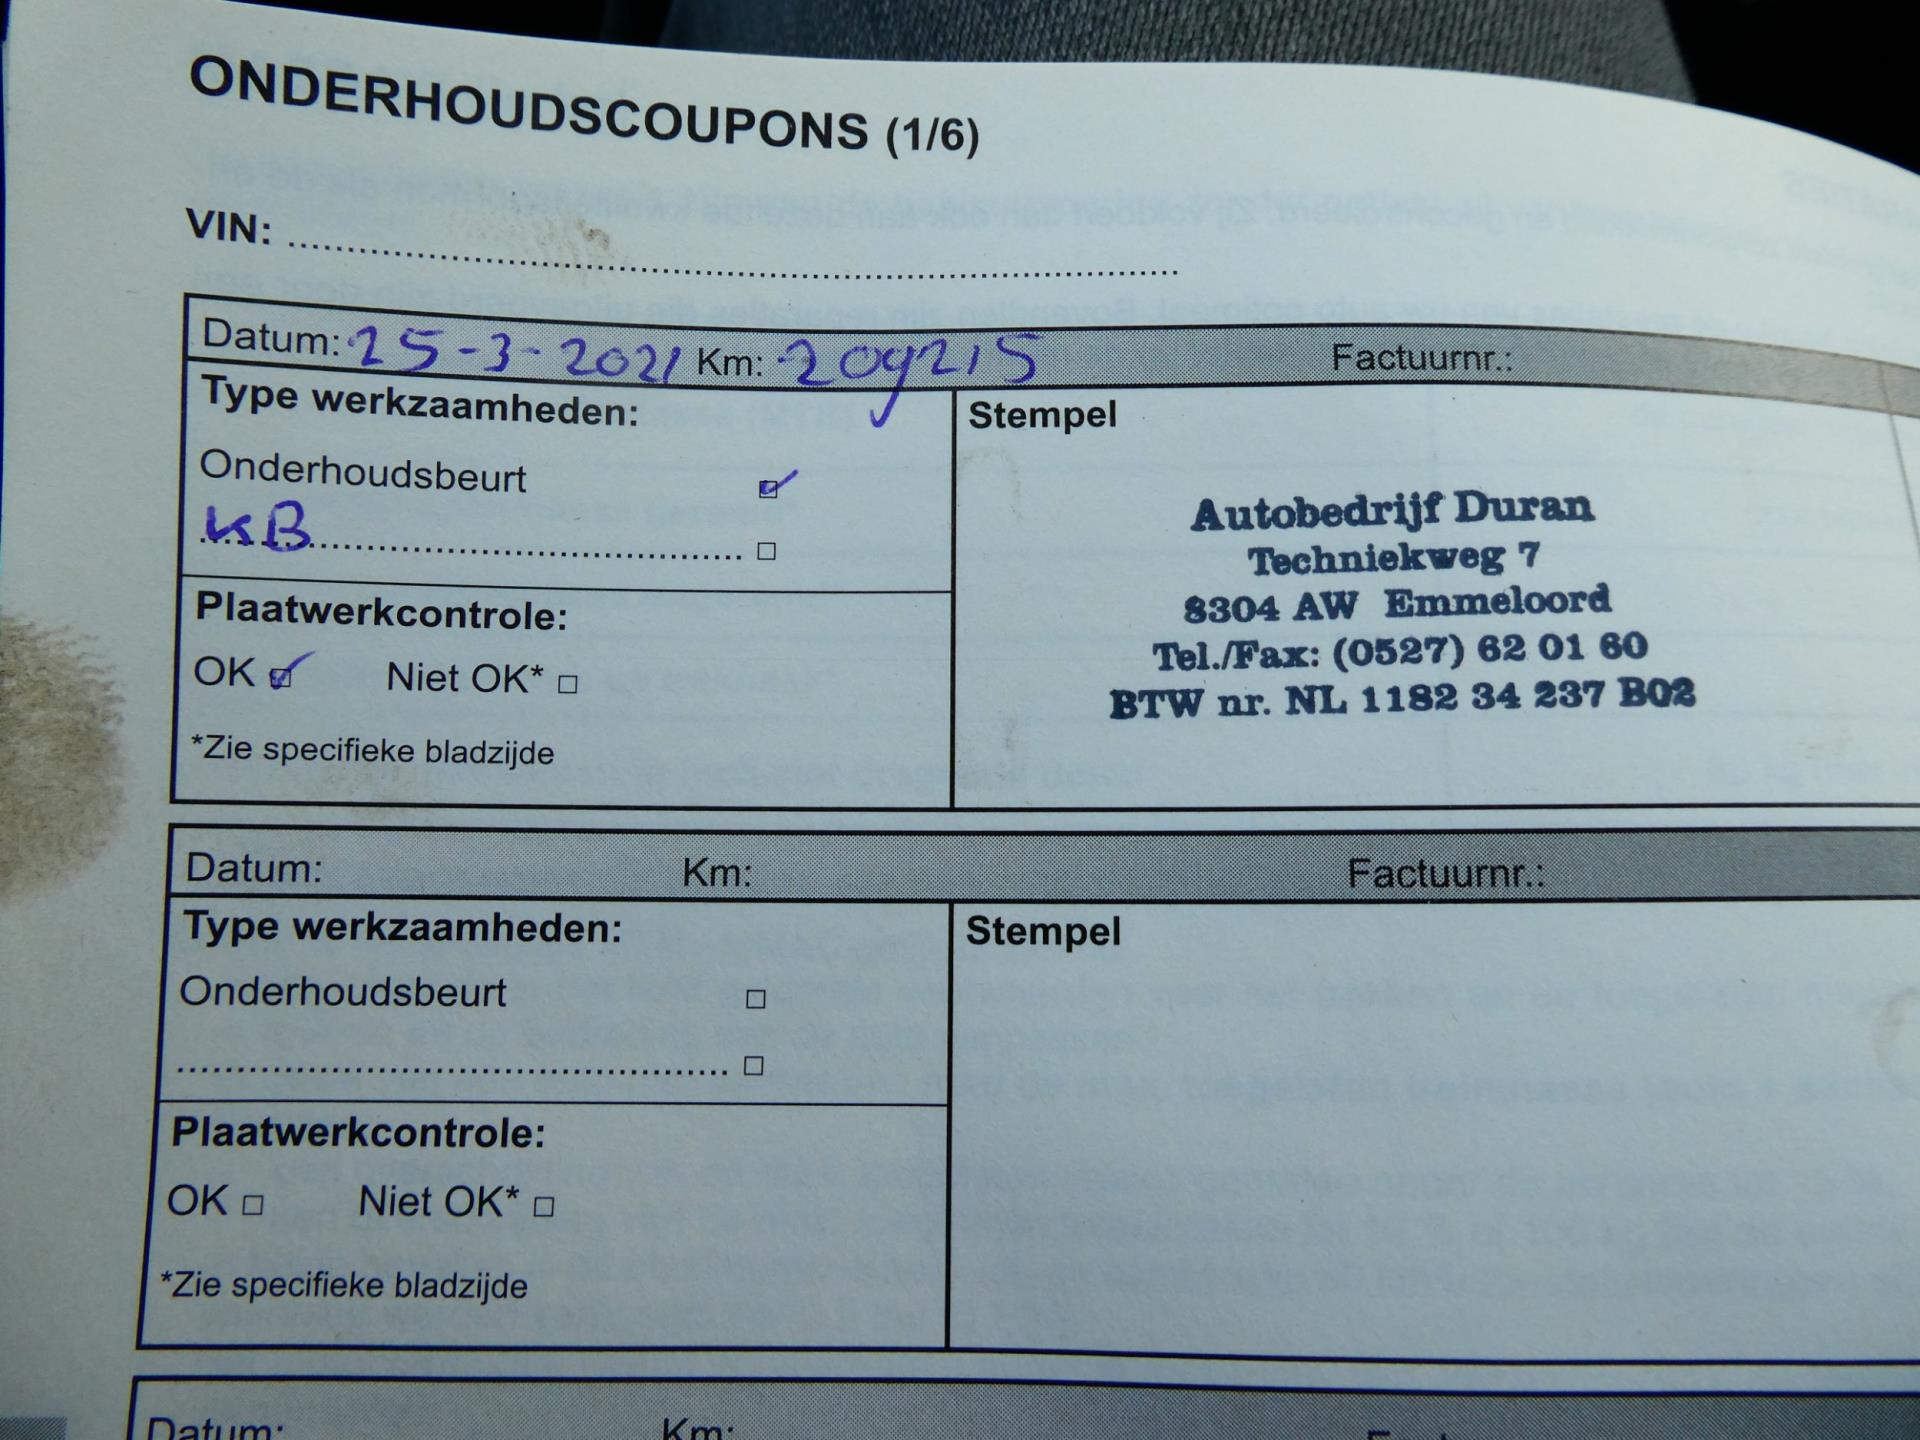 ONDERHOUDSCOUPONS (1/6)
VIN:
Datum: 25-3-2021 Km: 209215 Factuurnr.:
Type werkzaamheden:
Stempel
Onderhoudsbeurt
KB
Autobedrijf Duran
Techniekweg 7
8304 AW Emmeloord
Tel./Fax: (0527) 62 01 60
BTW nr. NL 1182 34 237 B02
Plaatwerkcontrole:
OK Niet OK*
*Zie specifieke bladzijde
Datum: Km: Factuurnr.:
Type werkzaamheden:
Stempel
Onderhoudsbeurt
Plaatwerkcontrole:
OK Niet OK*
*Zie specifieke bladzijde
Datum: Km: